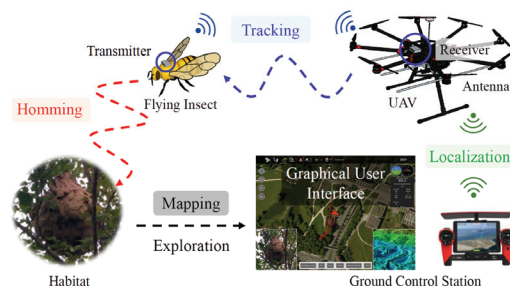 Transmitter
Tracking
Receiver
Antenna
UAV
Flying Insect
Homming
Localization
Mapping
Exploration
Graphical User
Interface
Habitat
Ground Control Station